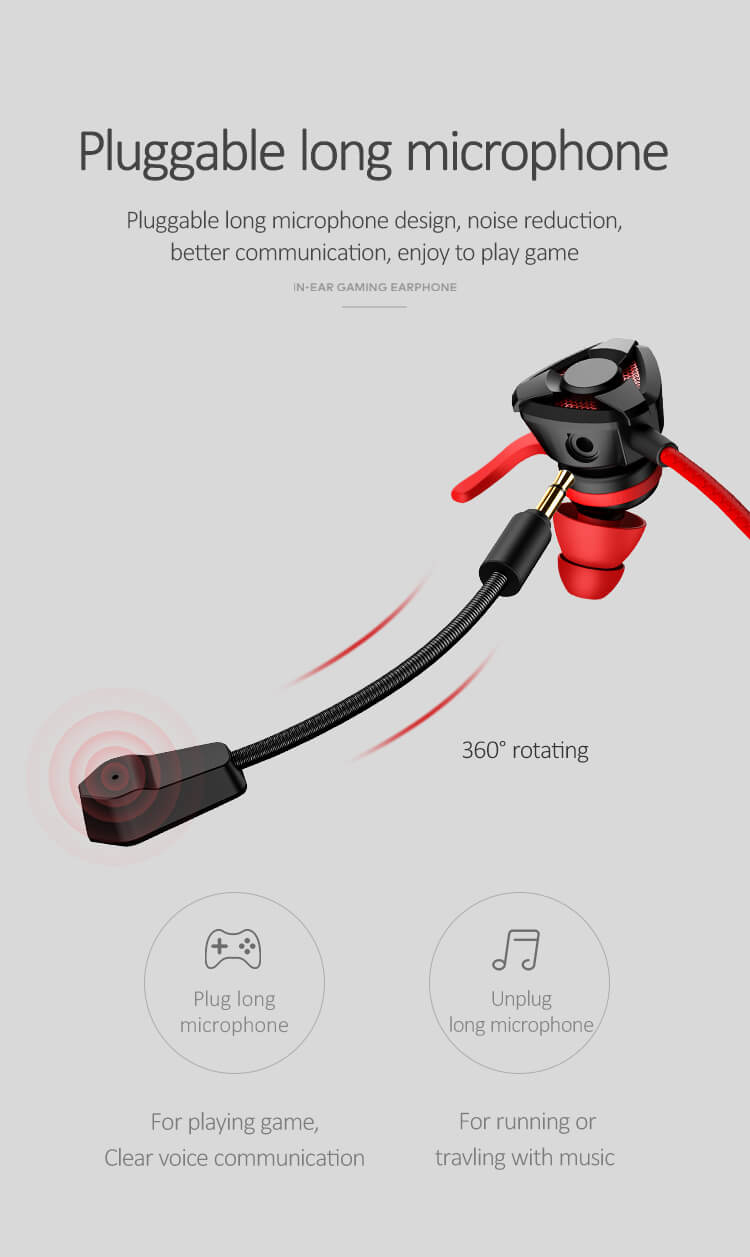 Pluggable long microphone
Pluggable long microphone design, noise reduction,
better communication, enjoy to play game
IN-EAR GAMING EARPHONE
360° rotating
Plug long
microphone
Unplug
long microphone
For playing game,
Clear voice communication
For running or
travling with music